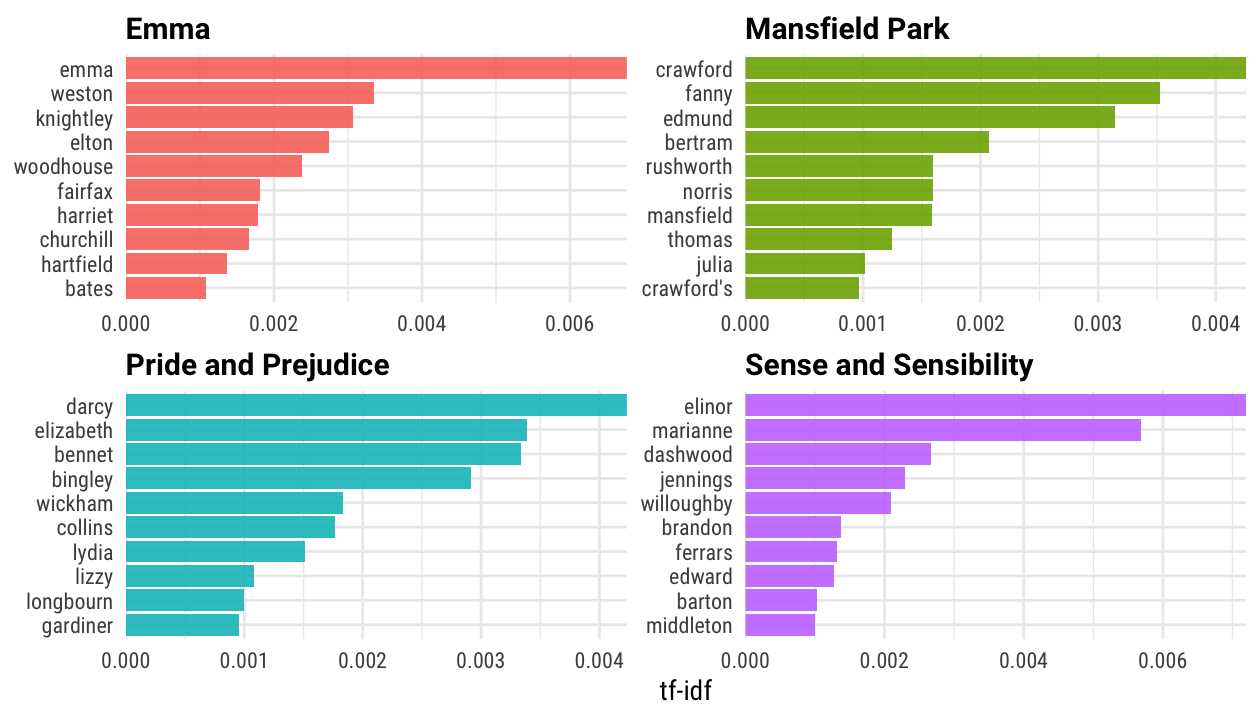 Emma
emma
weston
knightley
elton
woodhouse
fairfax
harriet
churchill
hartfield
bates
0.000 0.002 0.004 0.006
Mansfield Park
crawford
fanny
edmund
bertram
rushworth
norris
mansfield
thomas
julia
crawford's
0.000 0.001 0.002 0.003 0.004
Pride and Prejudice
darcy
elizabeth
bennet
bingley
wickham
collins
lydia
lizzy
longbourn
gardiner
0.000 0.001 0.002 0.003 0.004
Sense and Sensibility
elinor
marianne
dashwood
jennings
willoughby
brandon
ferrars
edward
barton
middleton
0.000 0.002 0.004 0.006
tf-idf